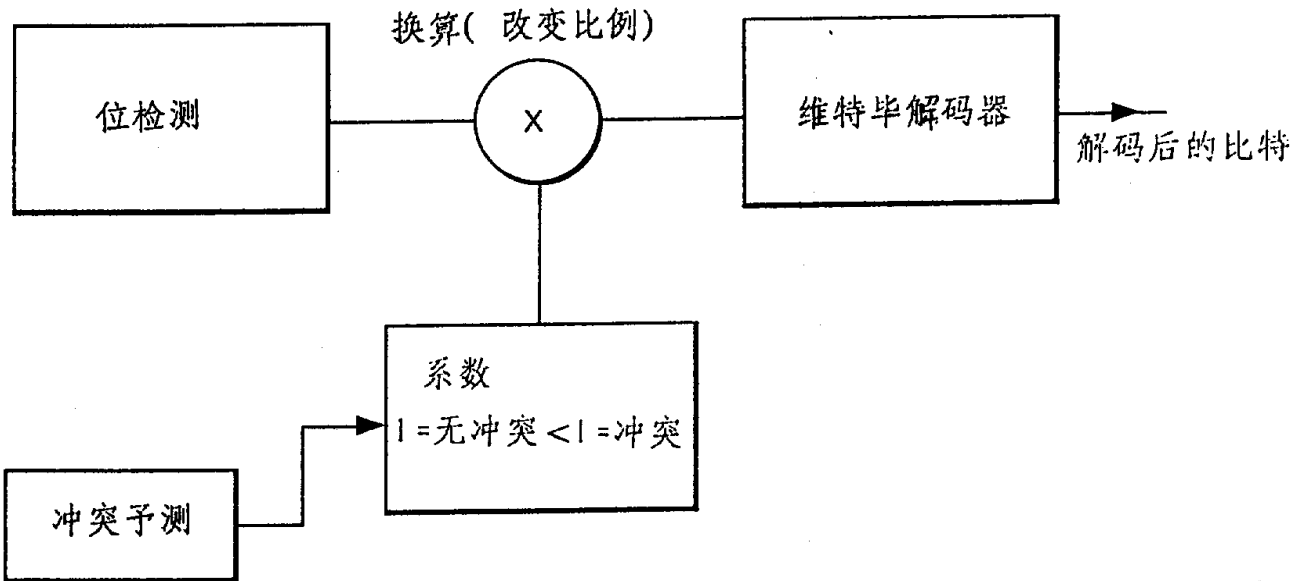 换算( 改变比例)
位检测
X
维特毕解码器
解码后的比特
系数
1=无冲突<1=冲突
冲突予测